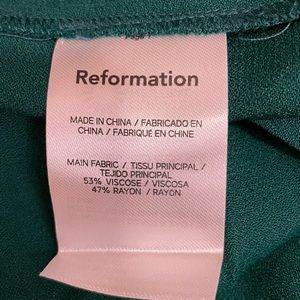 Reformation
MADE IN CHINA / FABRICADO EN
CHINA / FABRIQUÉ EN CHINE
MAIN FABRIC / TISSU PRINCIPAL /
TEJIDO PRINCIPAL
53% VISCOSE / VISCOSA
47% RAYON / RAYON